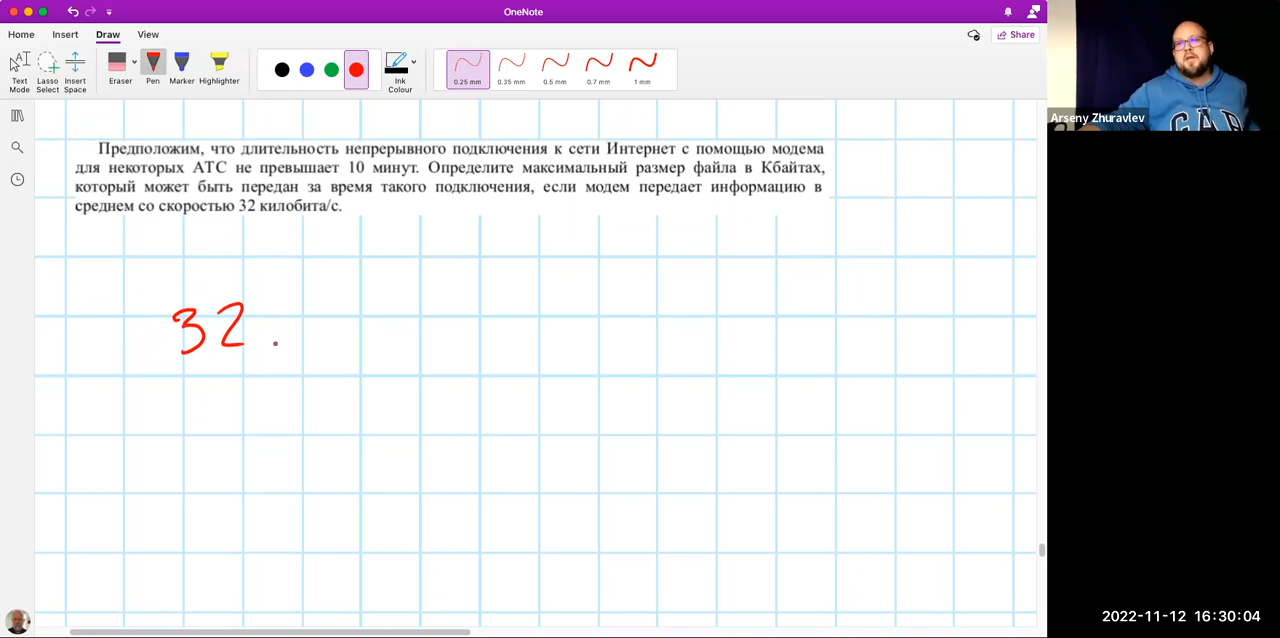 OneNote
Home Insert Draw View
Share
Text Mode
Lasso Select
Insert Space
Eraser
Pen
Marker
Highlighter
Ink Colour
0.25 mm
0.35 mm
0.5 mm
0.7 mm
1 mm
Arseny Zhuravlev
GAP
Предположим, что длительность непрерывного подключения к сети Интернет с помощью модема
для некоторых АТС не превышает 10 минут. Определите максимальный размер файла в Кбайтах,
который может быть передан за время такого подключения, если модем передает информацию в
среднем со скоростью 32 килобита/с.
32 .
2022-11-12 16:30:04